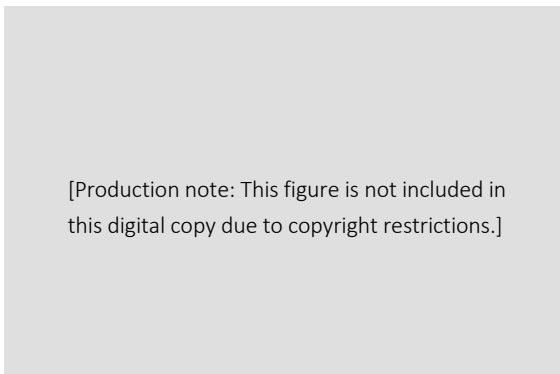 [Production note: This figure is not included in
this digital copy due to copyright restrictions.]